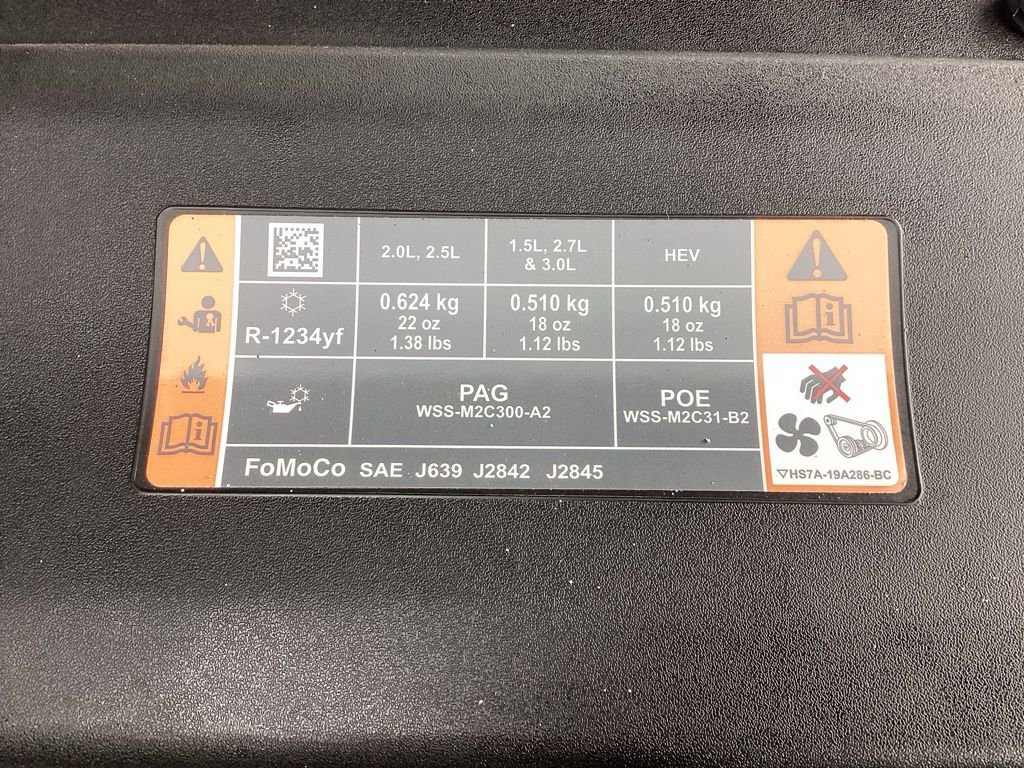 2.0L, 2.5L
1.5L, 2.7L
& 3.0L
HEV
R-1234yf
0.624 kg
22 oz
1.38 lbs
0.510 kg
18 oz
1.12 lbs
0.510 kg
18 oz
1.12 lbs
PAG
WSS-M2C300-A2
POE
WSS-M2C31-B2
FoMoCo SAE J639 J2842 J2845
▽HS7A-19A286-BC